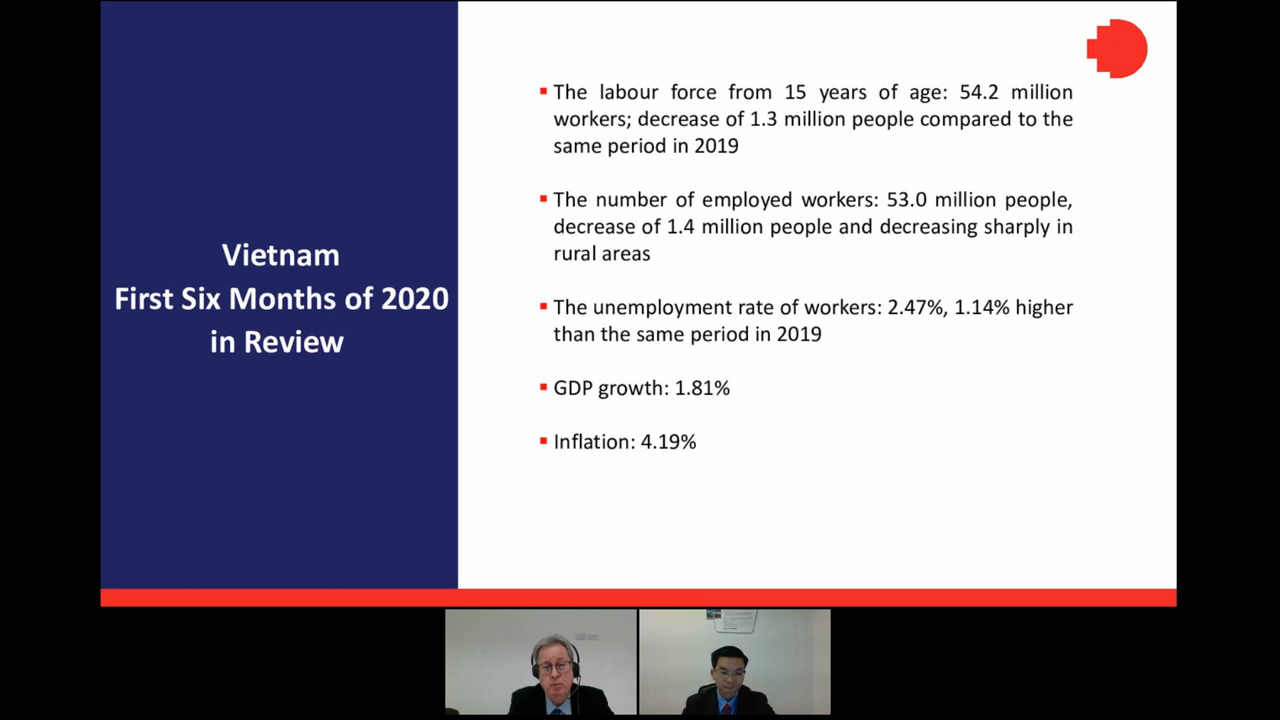 Vietnam
First Six Months of 2020
in Review
The labour force from 15 years of age: 54.2 million
workers; decrease of 1.3 million people compared to the
same period in 2019
The number of employed workers: 53.0 million people,
decrease of 1.4 million people and decreasing sharply in
rural areas
The unemployment rate of workers: 2.47%, 1.14% higher
than the same period in 2019
GDP growth: 1.81%
Inflation: 4.19%